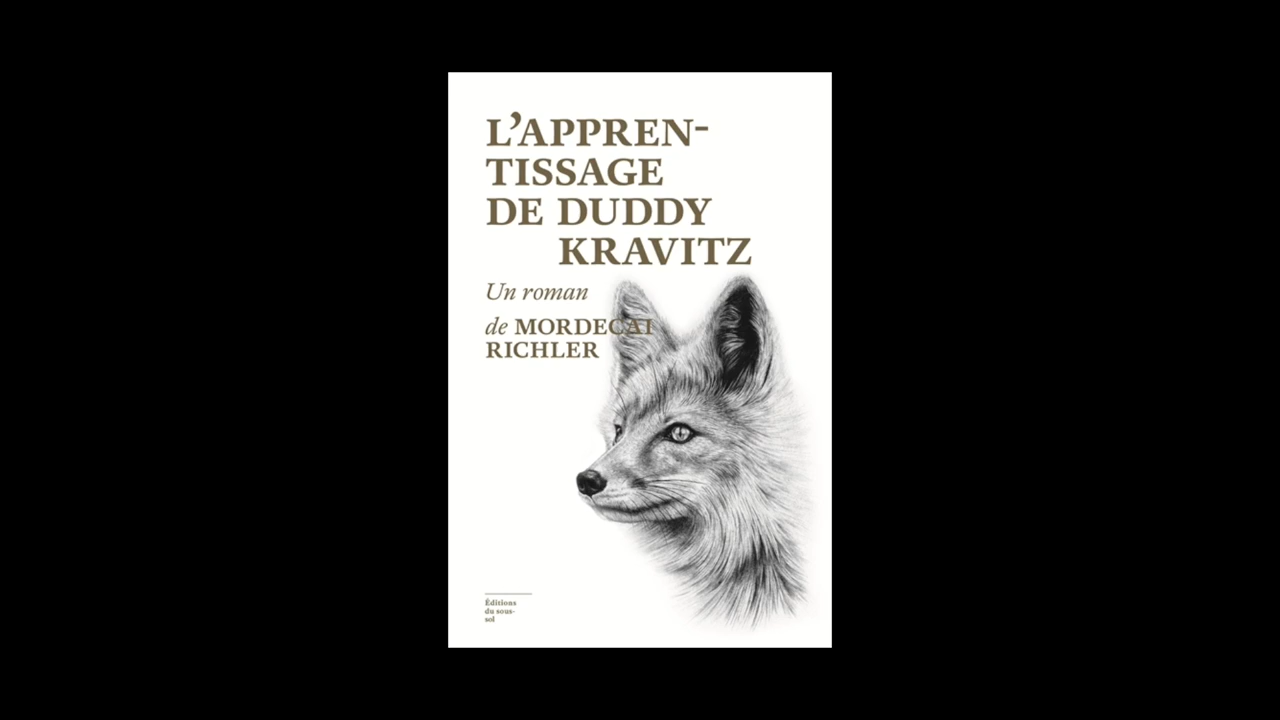 L’APPREN-
TISSAGE
DE DUDDY
KRAVITZ
Un roman
de MORDECAI
RICHLER
Éditions
du sous-
sol